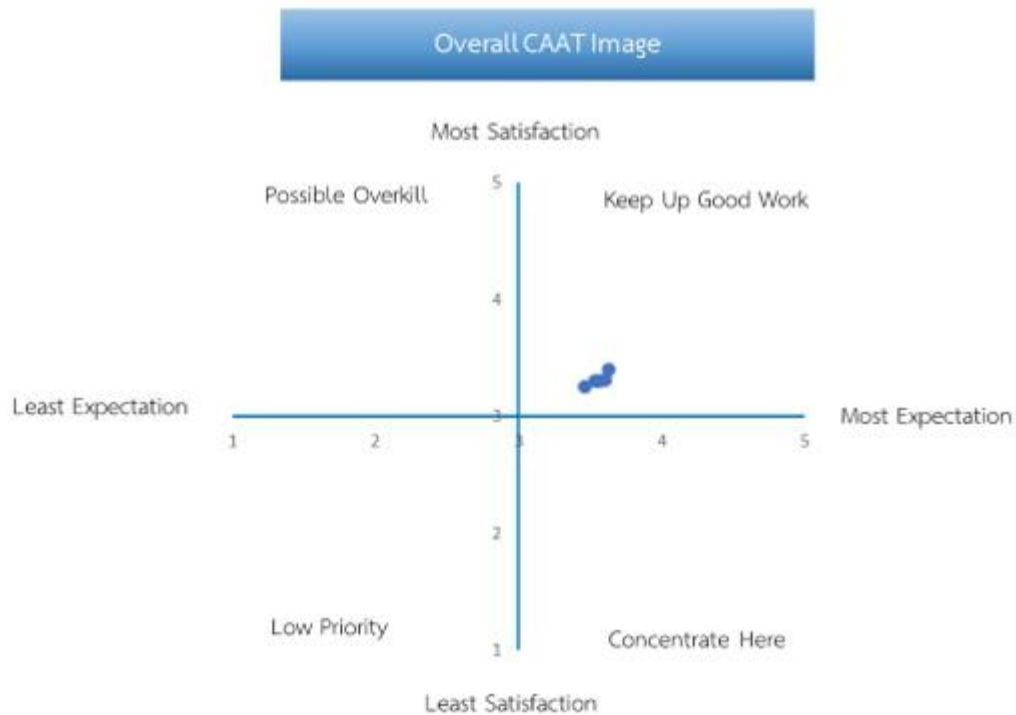 Overall CAAT Image
Most Satisfaction
Possible Overkill
5
Keep Up Good Work
4
Least Expectation
3
Most Expectation
1
2
3
4
5
2
Low Priority
1
Concentrate Here
Least Satisfaction